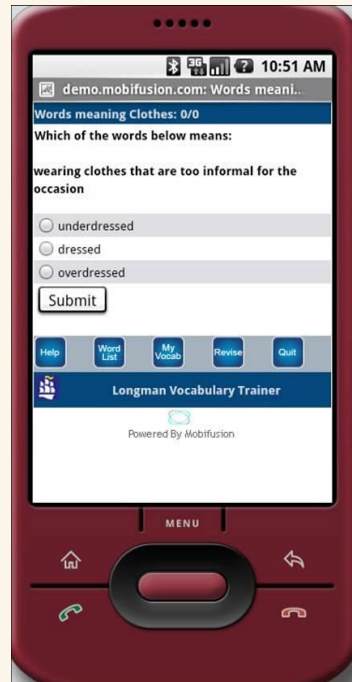 3G
10:51 AM
demo.mobifusion.com: Words meani..
Words meaning Clothes: 0/0
Which of the words below means:
wearing clothes that are too informal for the
occasion
underdressed
dressed
overdressed
Submit
Help
Word
List
My
Vocab
Revise
Quit
Longman Vocabulary Trainer
Powered By Mobifusion
MENU